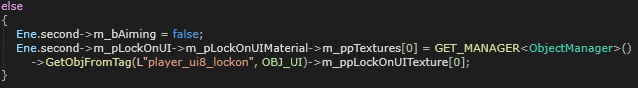 else
{
Ene.second->m_bAiming = false;
Ene.second->m_pLockOnUI->m_pLockOnUIMaterial->m_ppTextures[0] = GET_MANAGER<ObjectManager>()
->GetObjFromTag(L"player_ui8_lockon", OBJ_UI)->m_ppLockOnUITexture[0];
}